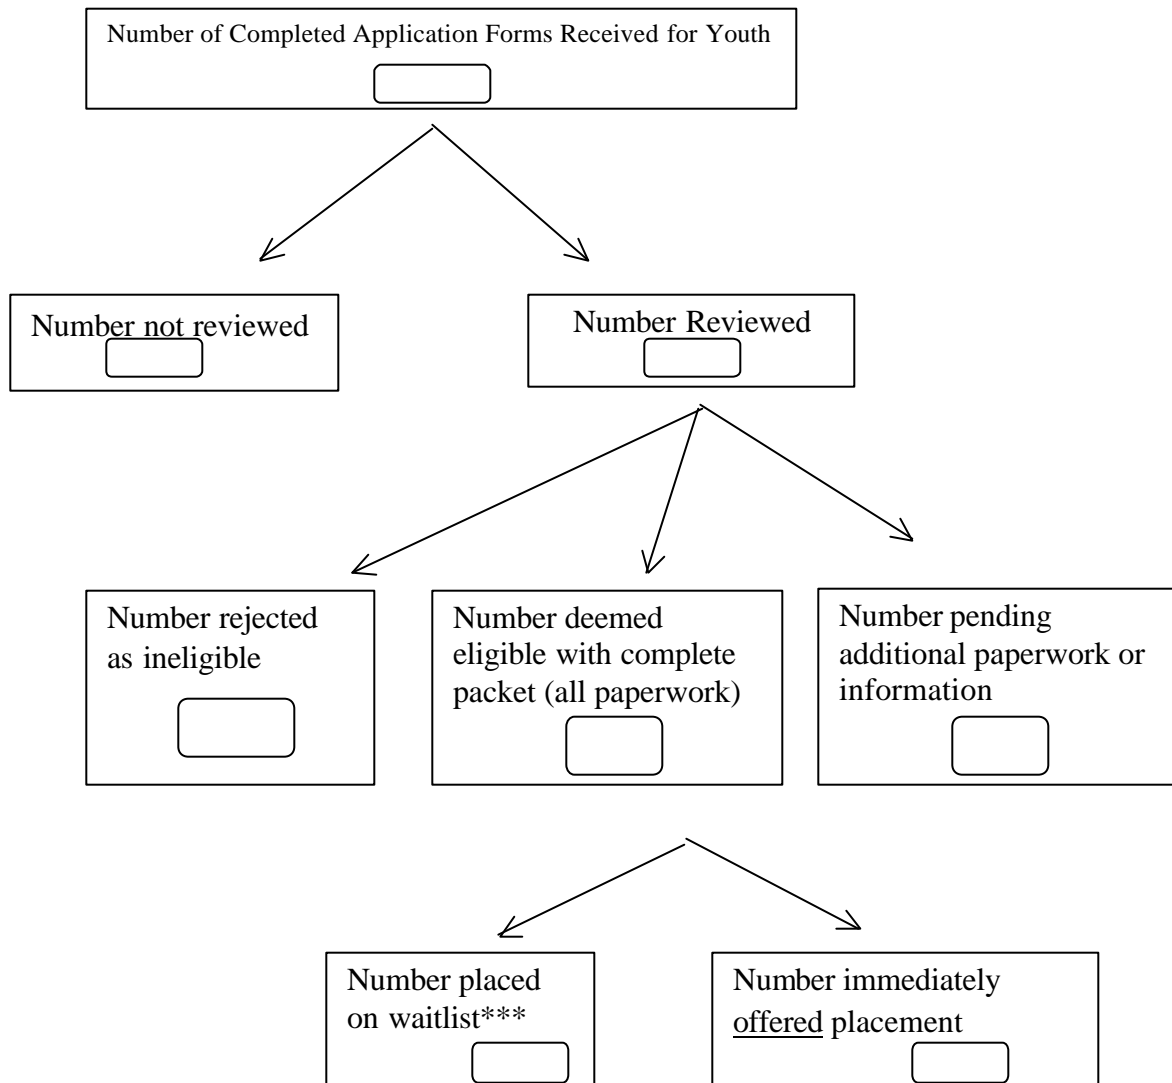 Number of Completed Application Forms Received for Youth
Number not reviewed
Number Reviewed
Number rejected
as ineligible
Number deemed
eligible with complete
packet (all paperwork)
Number pending
additional paperwork or
information
Number placed
on waitlist***
Number immediately
offered placement